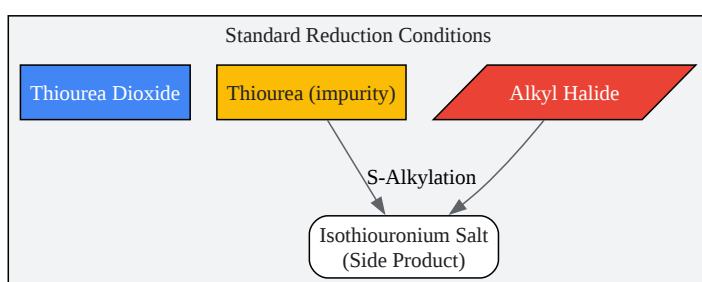 Standard Reduction Conditions
Thiourea Dioxide
Thiourea (impurity)
Alkyl Halide
S-Alkylation
Isothiouronium Salt
(Side Product)